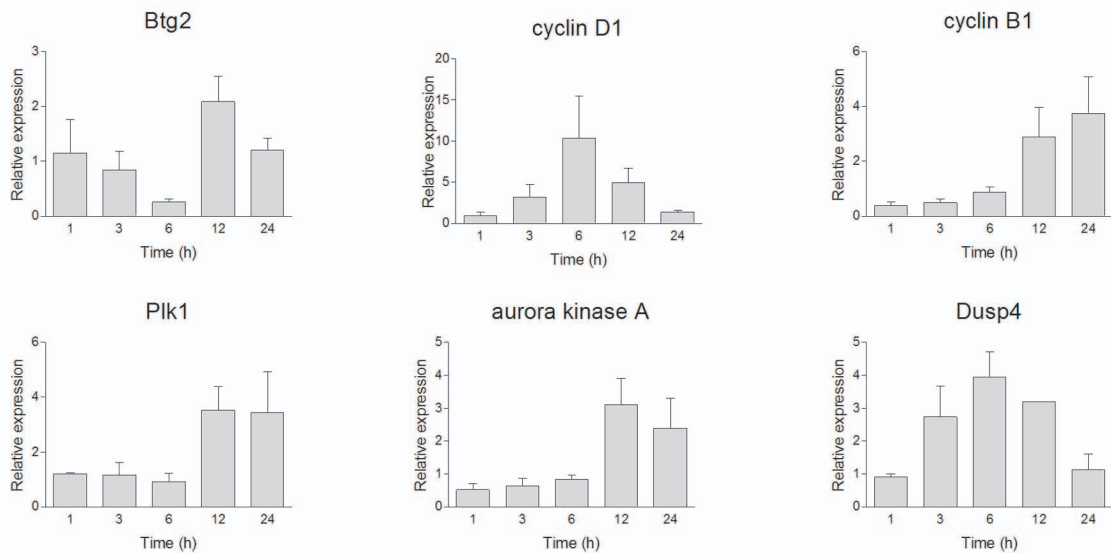 Btg2
Relative expression
3
2
1
0
1 3 6 12 24
Time (h)
cyclin D1
Relative expression
20
15
10
5
0
1 3 6 12 24
Time (h)
cyclin B1
Relative expression
6
4
2
0
1 3 6 12 24
Time (h)
Plk1
Relative expression
6
4
2
0
1 3 6 12 24
Time (h)
aurora kinase A
Relative expression
5
4
3
2
1
0
1 3 6 12 24
Time (h)
Dusp4
Relative expression
5
4
3
2
1
0
1 3 6 12 24
Time (h)